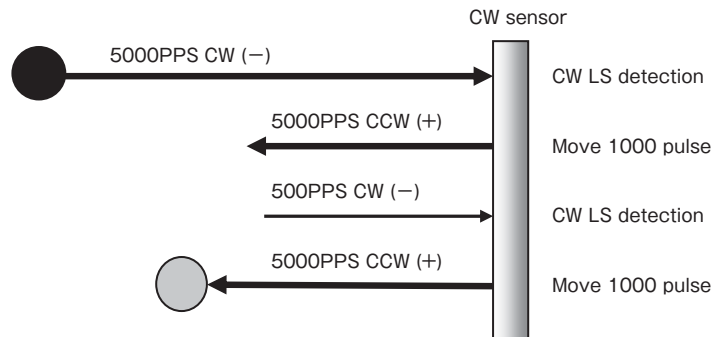 CW sensor
5000PPS CW (−)
CW LS detection
5000PPS CCW (+)
Move 1000 pulse
500PPS CW (−)
CW LS detection
5000PPS CCW (+)
Move 1000 pulse